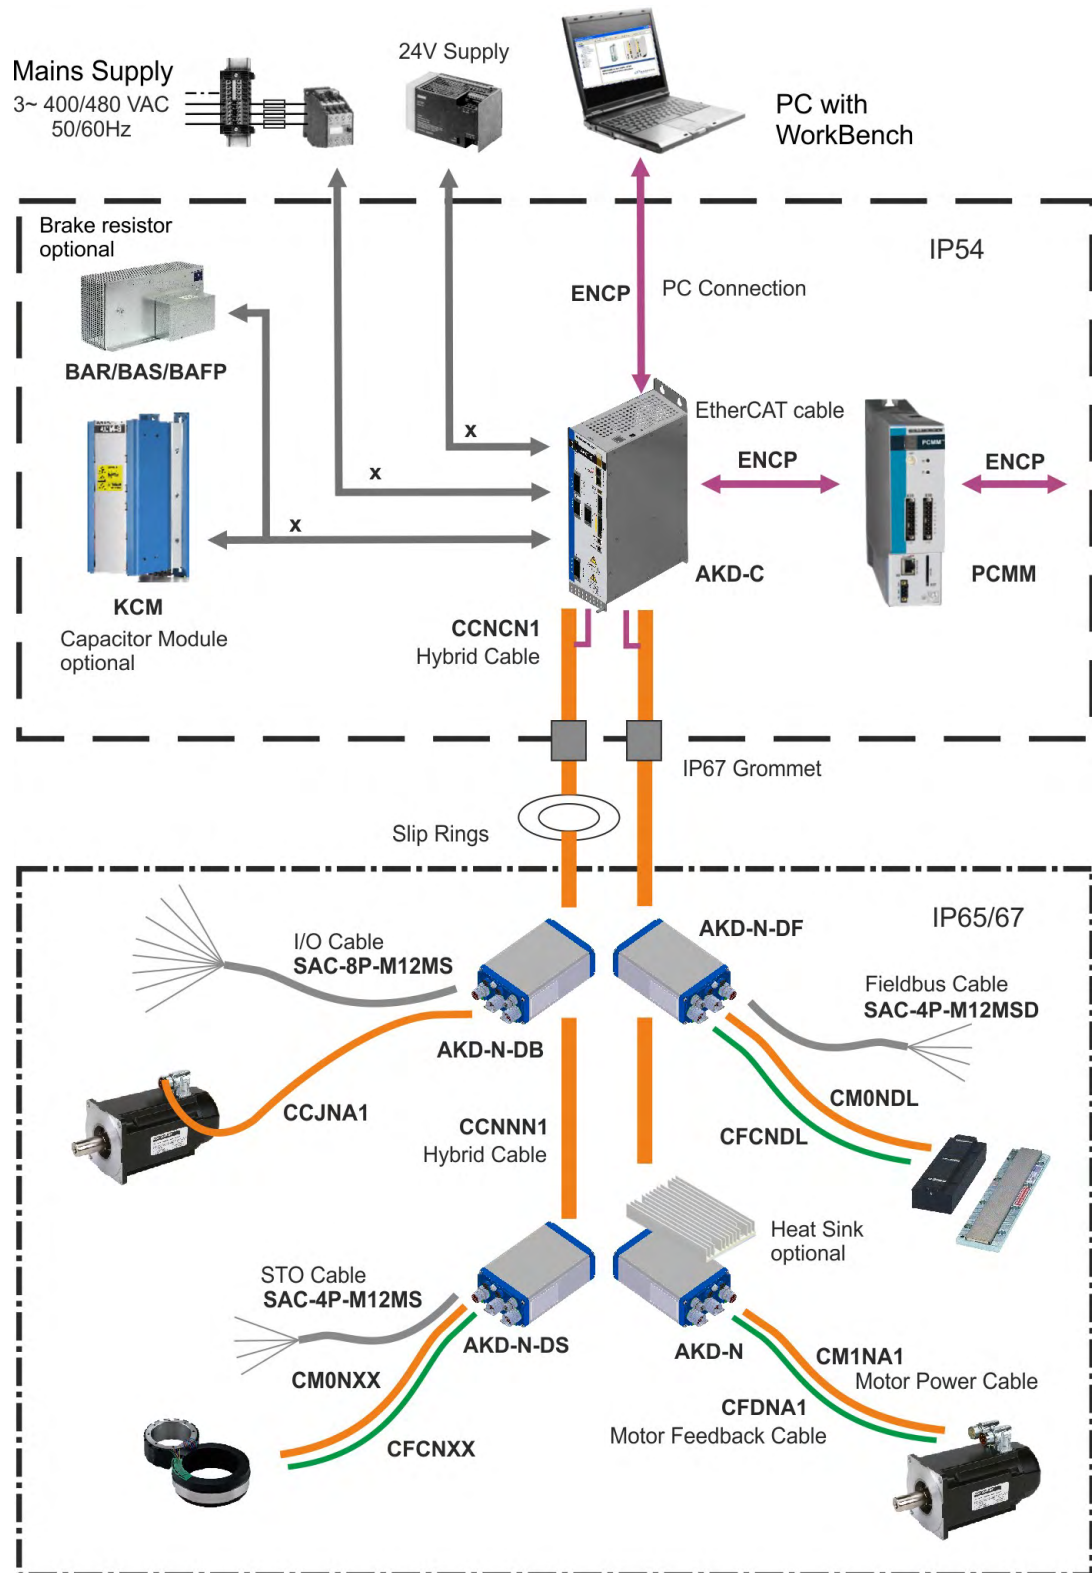 Mains Supply
3~ 400/480 VAC
50/60Hz
24V Supply
PC with
WorkBench
Brake resistor
optional
IP54
ENCP
PC Connection
BAR/BAS/BAFP
EtherCAT cable
x
ENCP
ENCP
x
x
AKD-C
PCMM
KCM
Capacitor Module
optional
CCNCN1
Hybrid Cable
IP67 Grommet
Slip Rings
IP65/67
AKD-N-DF
I/O Cable
SAC-8P-M12MS
Fieldbus Cable
SAC-4P-M12MSD
AKD-N-DB
CM0NDL
CCJNA1
CCNNN1
Hybrid Cable
CFCNDL
Heat Sink
optional
STO Cable
SAC-4P-M12MS
AKD-N-DS
AKD-N
CM0NXX
CM1NA1
Motor Power Cable
CFDNA1
Motor Feedback Cable
CFCNXX